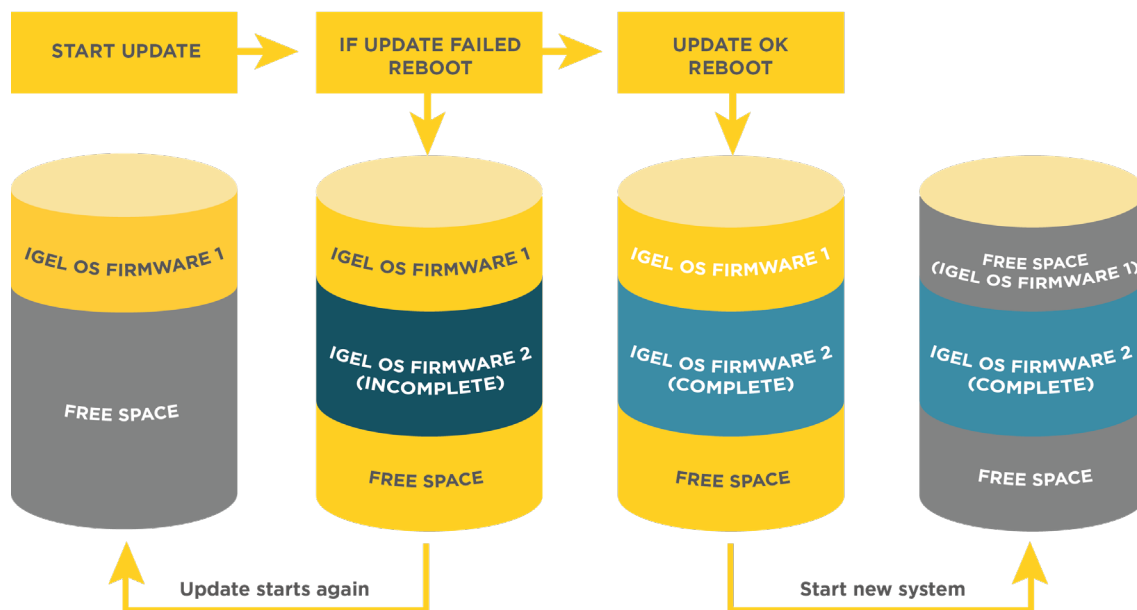 START UPDATE
IF UPDATE FAILED
REBOOT
UPDATE OK
REBOOT
IGEL OS FIRMWARE 1
FREE SPACE
IGEL OS FIRMWARE 1
IGEL OS FIRMWARE 2
(INCOMPLETE)
FREE SPACE
IGEL OS FIRMWARE 1
IGEL OS FIRMWARE 2
(COMPLETE)
FREE SPACE
FREE SPACE
(IGEL OS FIRMWARE 1)
IGEL OS FIRMWARE 2
(COMPLETE)
FREE SPACE
Update starts again
Start new system